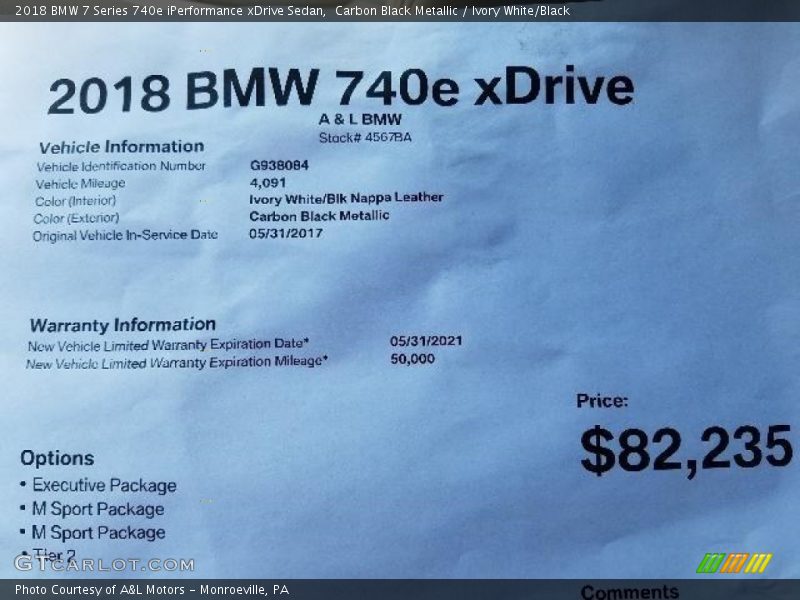 2018 BMW 7 Series 740e iPerformance xDrive Sedan,  Carbon Black Metallic / Ivory White/Black
2018 BMW 740e xDrive
A & L BMW
Stock# 4567BA
Vehicle Information
Vehicle Identification Number G938084
Vehicle Mileage 4,091
Color (Interior) Ivory White/Blk Nappa Leather
Color (Exterior) Carbon Black Metallic
Original Vehicle In-Service Date 05/31/2017
Warranty Information
New Vehicle Limited Warranty Expiration Date* 05/31/2021
New Vehicle Limited Warranty Expiration Mileage* 50,000
Price:
$82,235
Options
• Executive Package
• M Sport Package
• M Sport Package
• Tier 2
GTCARLOT.COM
Comments
Photo Courtesy of A&L Motors - Monroeville, PA